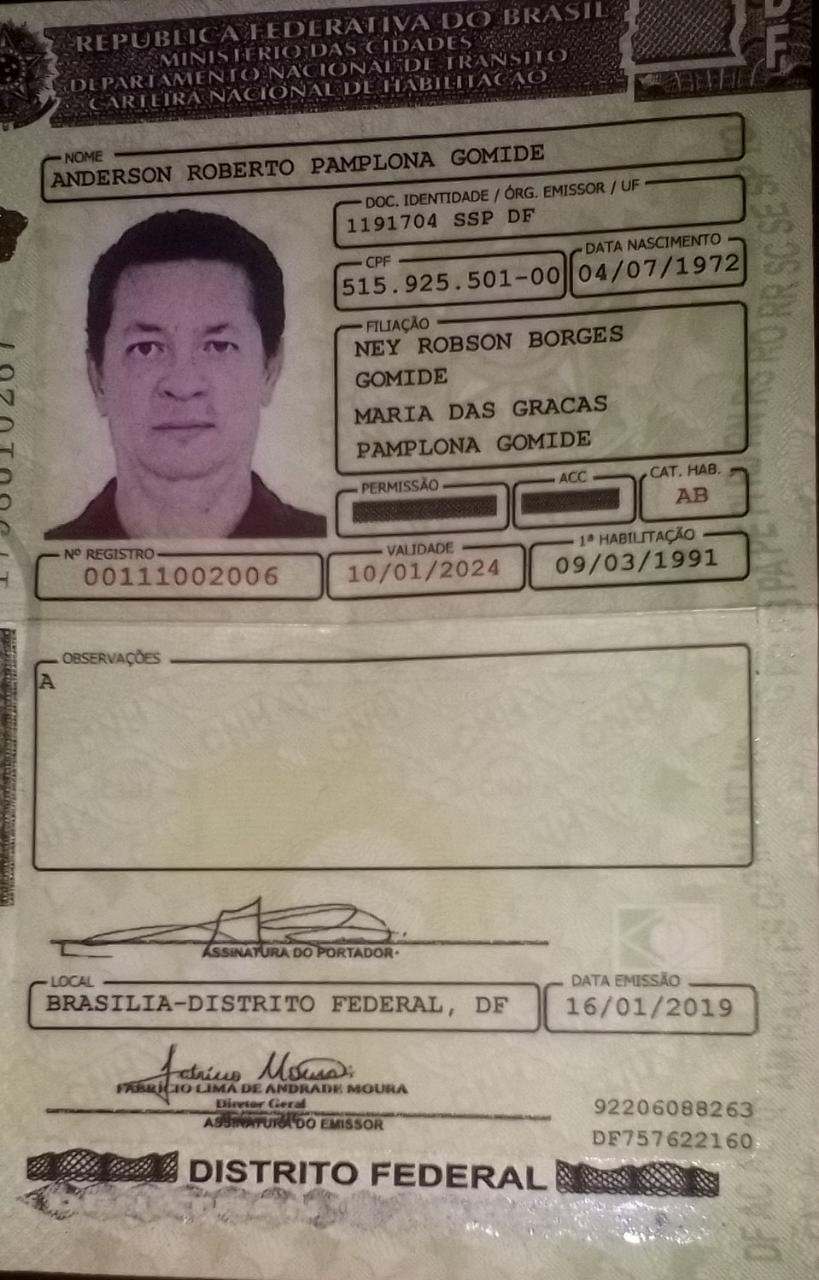 REPÚBLICA FEDERATIVA DO BRASIL
MINISTÉRIO DAS CIDADES
DEPARTAMENTO NACIONAL DE TRÂNSITO
CARTEIRA NACIONAL DE HABILITAÇÃO
NOME
ANDERSON ROBERTO PAMPLONA GOMIDE
DOC. IDENTIDADE / ÓRG. EMISSOR / UF
1191704 SSP DF
CPF
515.925.501-00
DATA NASCIMENTO
04/07/1972
FILIAÇÃO
NEY ROBSON BORGES
GOMIDE
MARIA DAS GRACAS
PAMPLONA GOMIDE
PERMISSÃO
ACC
CAT. HAB.
AB
Nº REGISTRO
00111002006
VALIDADE
10/01/2024
1ª HABILITAÇÃO
09/03/1991
OBSERVAÇÕES
A
ASSINATURA DO PORTADOR
LOCAL
BRASILIA-DISTRITO FEDERAL, DF
DATA EMISSÃO
16/01/2019
FABRÍCIO LIMA DE ANDRADE MOURA
Diretor Geral
ASSINATURA DO EMISSOR
92206088263
DF757622160
DISTRITO FEDERAL